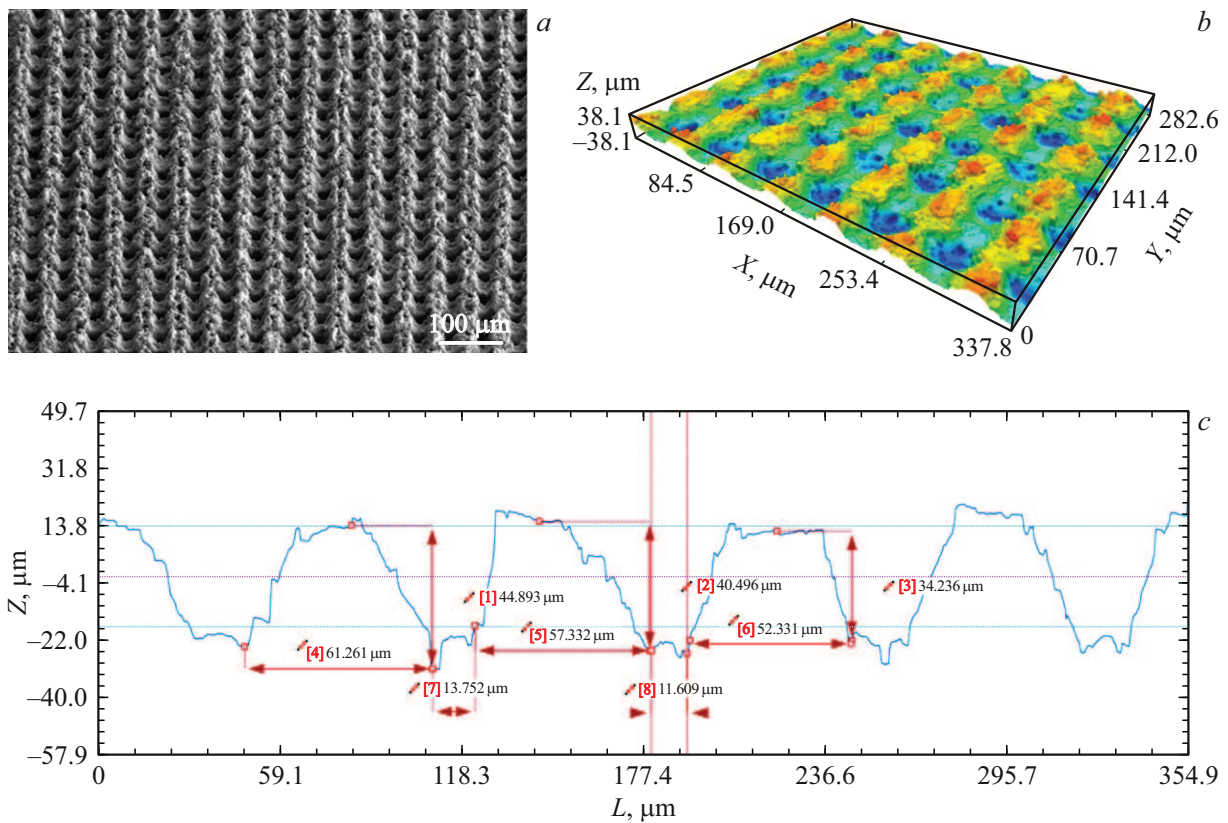 a
100 μm
b
Z, μm
38.1
–38.1
84.5
169.0
253.4
337.8
X, μm
0
70.7
141.4
212.0
282.6
Y, μm
c
49.7
31.8
13.8
–4.1
–22.0
–40.0
–57.9
Z, μm
[1] 44.893 μm
[2] 40.496 μm
[3] 34.236 μm
[4] 61.261 μm
[5] 57.332 μm
[6] 52.331 μm
[7] 13.752 μm
[8] 11.609 μm
0 59.1 118.3 177.4 236.6 295.7 354.9
L, μm